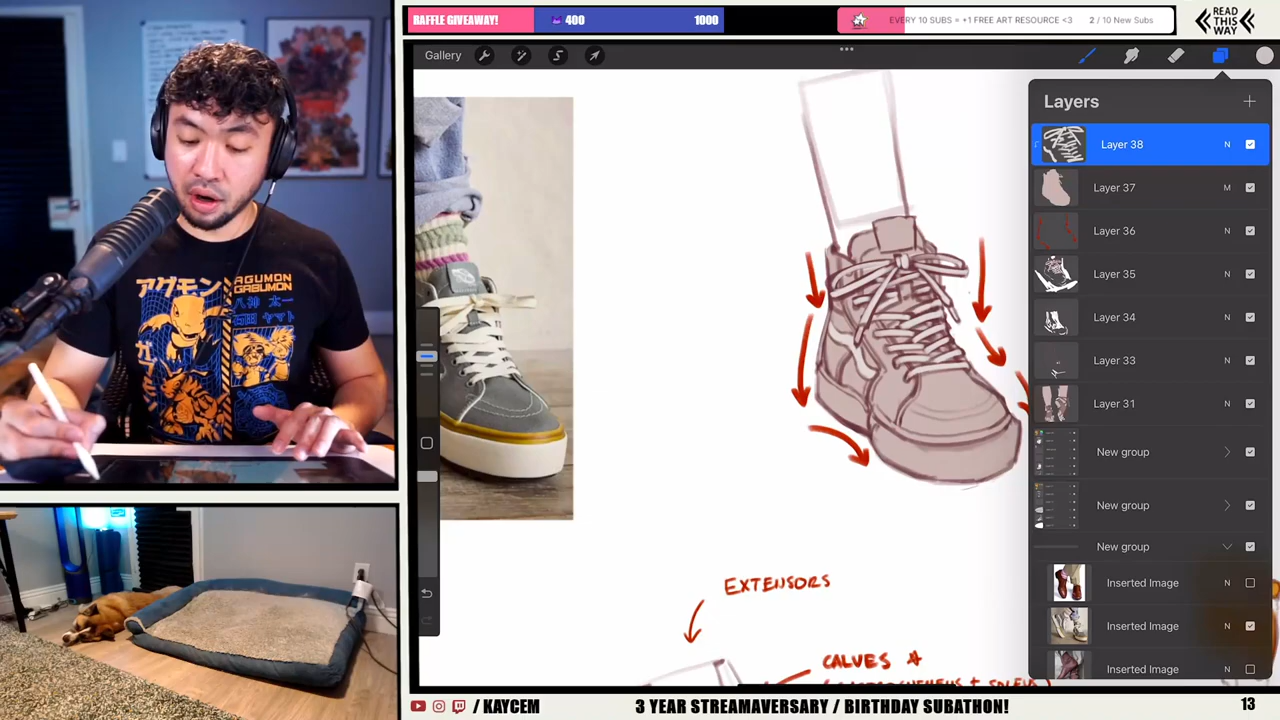 RAFFLE GIVEAWAY!
400
1000
EVERY 10 SUBS = +1 FREE ART RESOURCE <3
2 / 10 New Subs
READ THIS WAY
Gallery
Layers
Layer 38
N
Layer 37
M
Layer 36
N
Layer 35
N
Layer 34
N
Layer 33
N
Layer 31
N
New group
New group
New group
Inserted Image
N
Inserted Image
N
Inserted Image
N
アグモン
AGUMON
GABUMON
EXTENSORS
CALVES
/ KAYCEM
3 YEAR STREAMAVERSARY / BIRTHDAY SUBATHON!
13